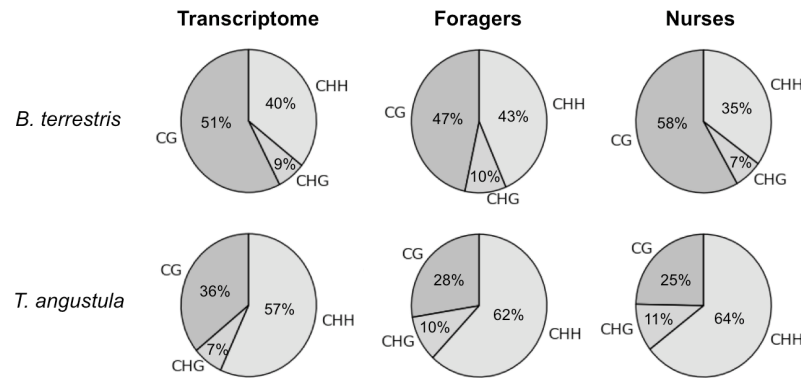 Transcriptome Foragers Nurses
B. terrestris
CHH 40% CG 51% 9% CHG
CG 47% 43% CHH 10% CHG
CHH 35% CG 58% 7% CHG
T. angustula
CG 36% 57% CHH 7% CHG
CG 28% 62% CHH 10% CHG
CG 25% 64% CHH 11% CHG